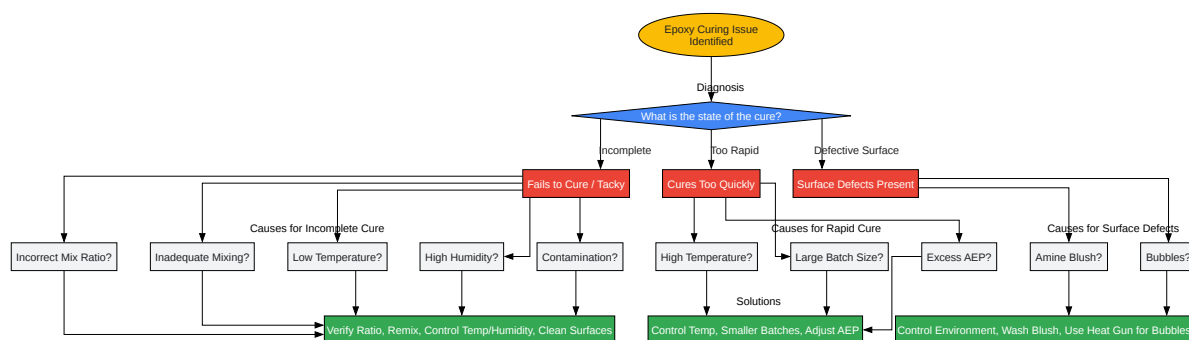 Epoxy Curing Issue
Identified
Diagnosis
What is the state of the cure?
Incomplete
Too Rapid
Defective Surface
Fails to Cure / Tacky
Cures Too Quickly
Surface Defects Present
Causes for Incomplete Cure
Causes for Rapid Cure
Causes for Surface Defects
Incorrect Mix Ratio?
Inadequate Mixing?
Low Temperature?
High Humidity?
Contamination?
High Temperature?
Large Batch Size?
Excess AEP?
Amine Blush?
Bubbles?
Solutions
Verify Ratio, Remix, Control Temp/Humidity, Clean Surfaces
Control Temp, Smaller Batches, Adjust AEP
Control Environment, Wash Blush, Use Heat Gun for Bubbles